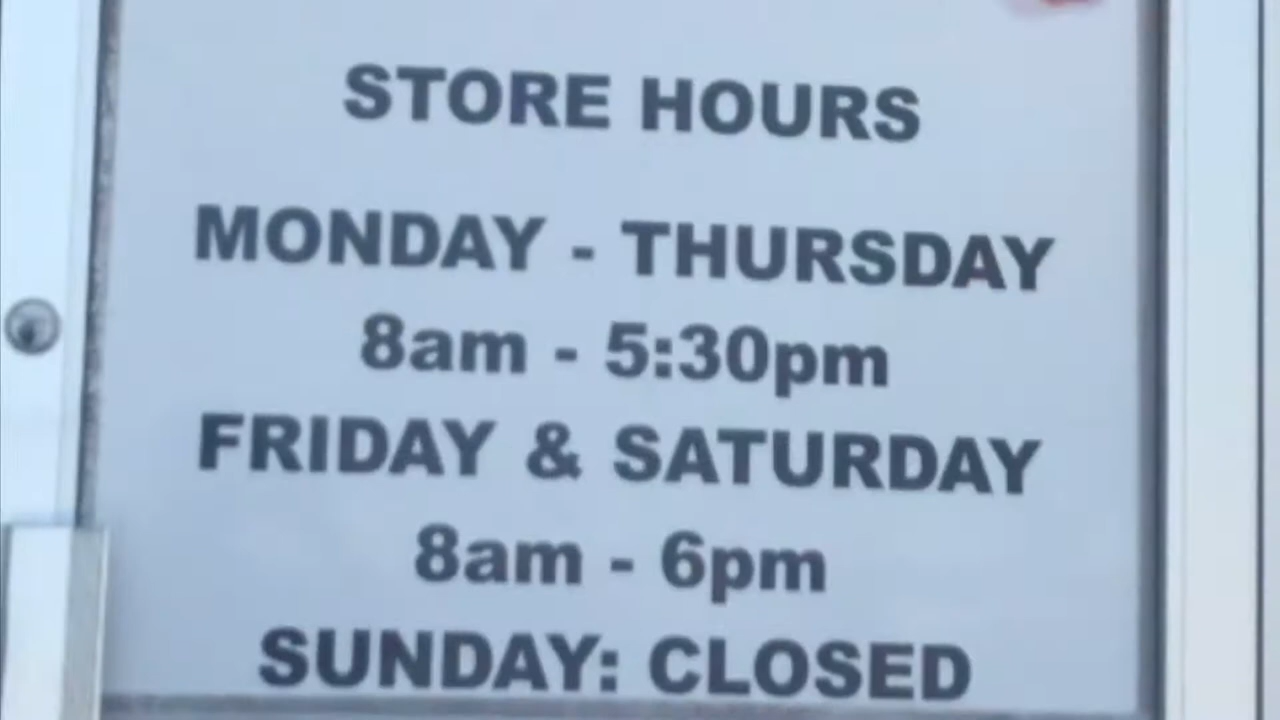 STORE HOURS
MONDAY - THURSDAY
8am - 5:30pm
FRIDAY & SATURDAY
8am - 6pm
SUNDAY: CLOSED